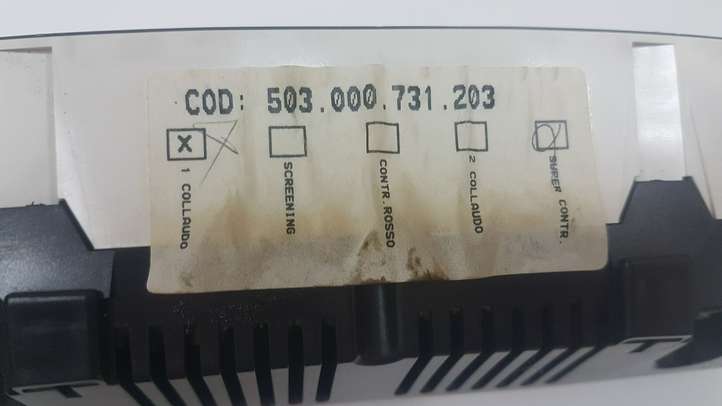 COD: 503.000.731.203
X
1 COLLAUDO
SCREENING
CONTR.ROSSO
2 COLLAUDO
SUPER CONTR.